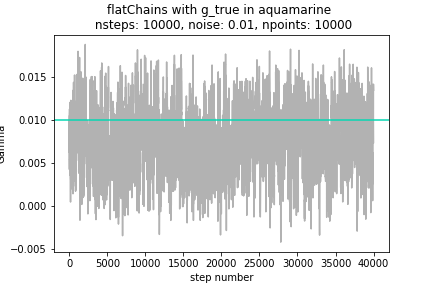 flatChains with g_true in aquamarine
nsteps: 10000, noise: 0.01, npoints: 10000
Gamma
0.015
0.010
0.005
0.000
−0.005
0 5000 10000 15000 20000 25000 30000 35000 40000
step number